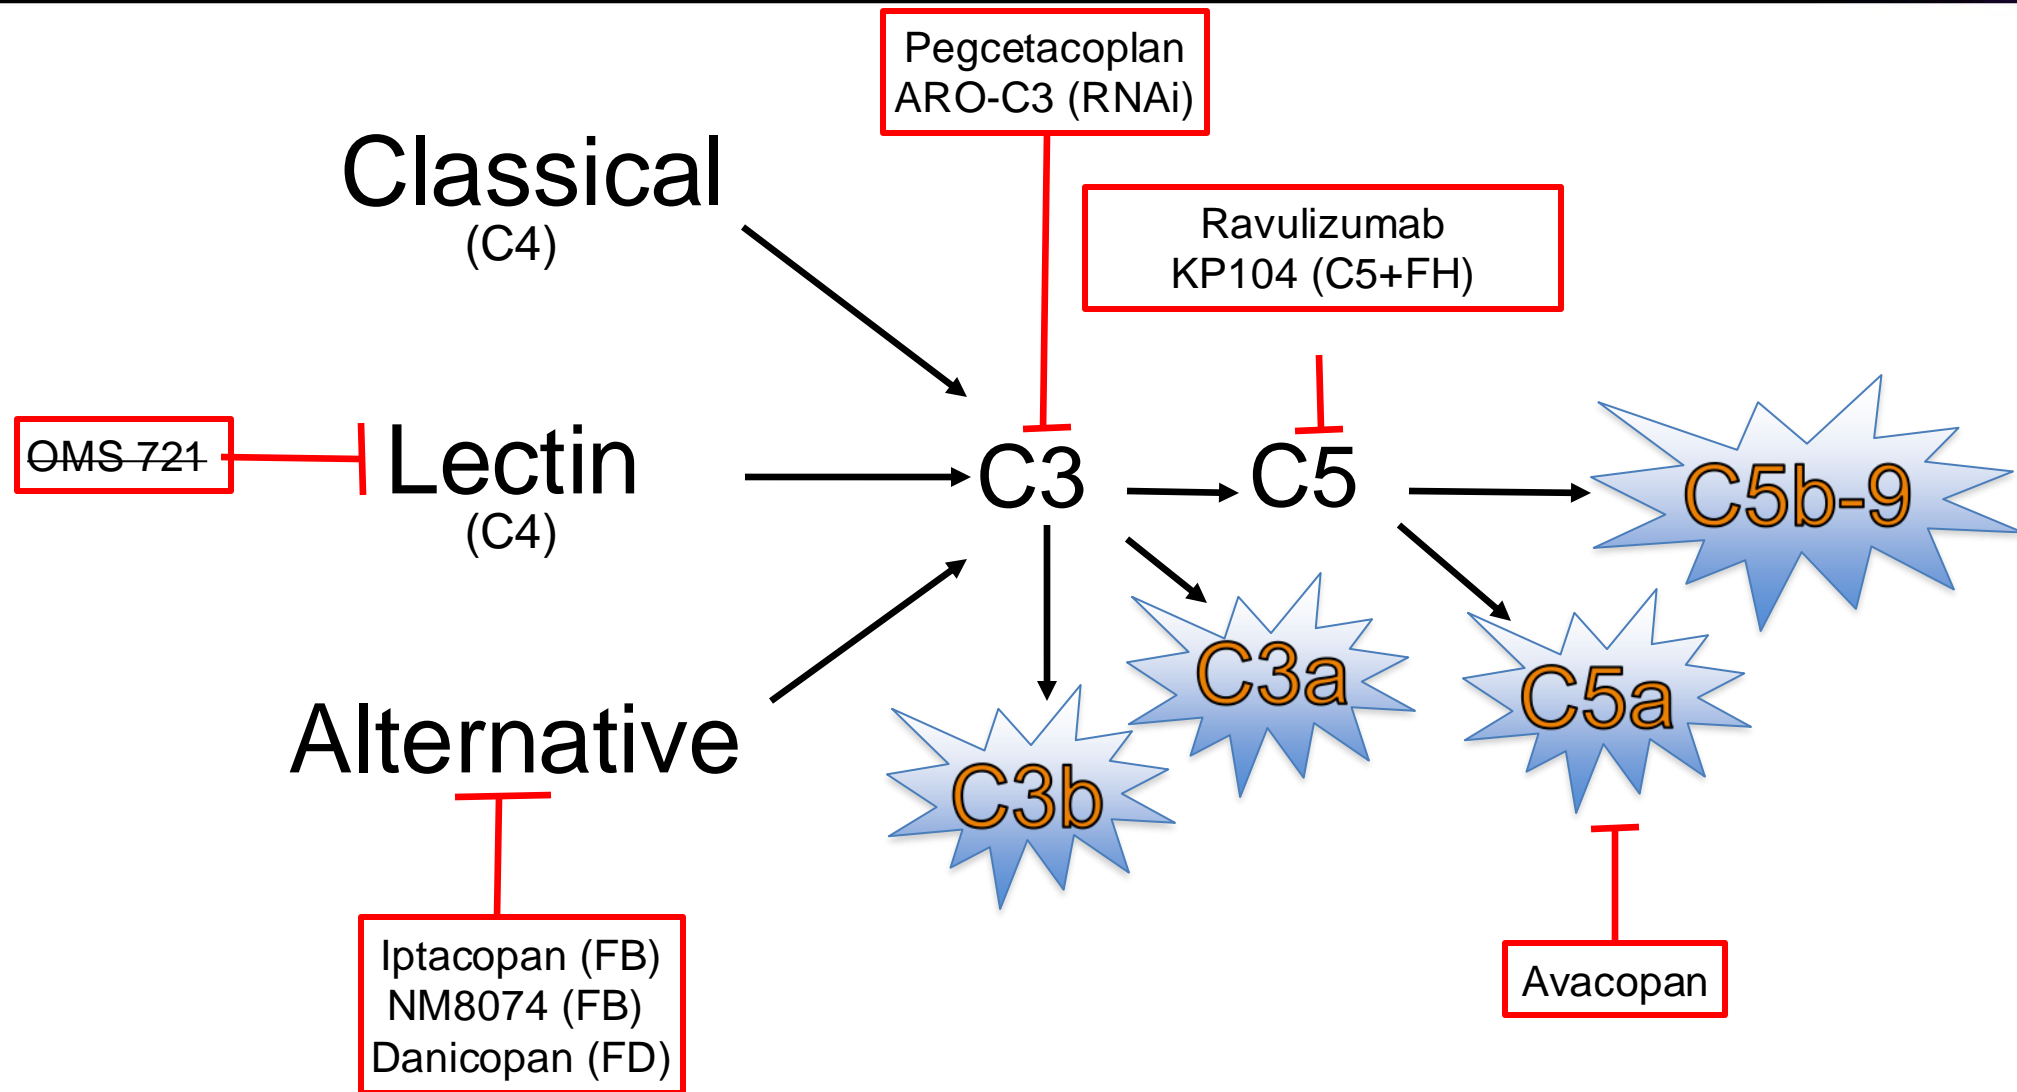 Pegcetacoplan
ARO-C3 (RNAi)
Classical
(C4)
Ravulizumab
KP104 (C5+FH)
OMS 721
Lectin
(C4)
C3
C5
C5b-9
C3a
C5a
Alternative
C3b
Iptacopan (FB)
NM8074 (FB)
Danicopan (FD)
Avacopan